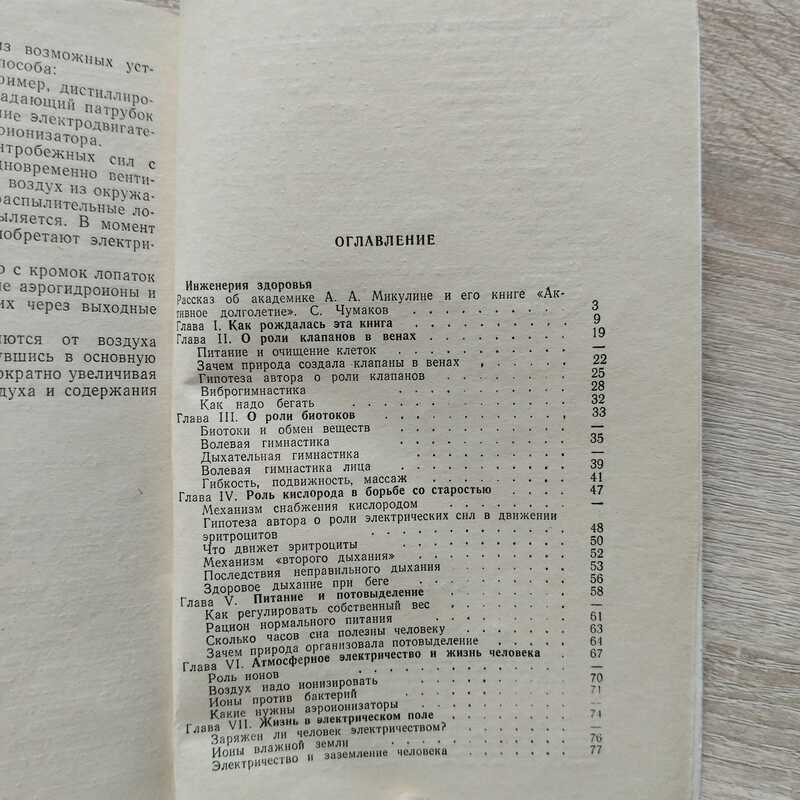 из возможных уст-
пособа:
ример, дистиллиро-
адающий патрубок
ние электродвигате-
роионизатора.
нтробежных сил с
дновременно венти-
воздух из окружа-
распылительные ло-
ыляется. В момент
обретают электри-
о с кромок лопаток
ие аэрогидроионы и
их через выходные
яются от воздуха
увшись в основную
ократно увеличивая
духа и содержания
ОГЛАВЛЕНИЕ
Инженерия здоровья
Рассказ об академике А. А. Микулине и его книге «Ак-
тивное долголетие». С. Чумаков . . . . . . . . . 3
Глава I. Как рождалась эта книга . . . . . . . . 9
Глава II. О роли клапанов в венах . . . . . . . . 19
Питание и очищение клеток . . . . . . . . —
Зачем природа создала клапаны в венах . . . . . . 22
Гипотеза автора о роли клапанов . . . . . . . 25
Виброгимнастика . . . . . . . . . . 28
Как надо бегать . . . . . . . . . . 32
Глава III. О роли биотоков . . . . . . . . . 33
Биотоки и обмен веществ . . . . . . . . —
Волевая гимнастика . . . . . . . . . 35
Дыхательная гимнастика . . . . . . . . .
Волевая гимнастика лица . . . . . . . . 39
Гибкость, подвижность, массаж . . . . . . . 41
Глава IV. Роль кислорода в борьбе со старостью . . . . 47
Механизм снабжения кислородом . . . . . . . —
Гипотеза автора о роли электрических сил в движении
эритроцитов . . . . . . . . . . . 48
Что движет эритроциты . . . . . . . . 50
Механизм «второго дыхания» . . . . . . . 52
Последствия неправильного дыхания . . . . . . 53
Здоровое дыхание при беге . . . . . . . . 56
Глава V. Питание и потовыделение . . . . . . . 58
Как регулировать собственный вес . . . . . . . —
Рацион нормального питания . . . . . . . 61
Сколько часов сна полезны человеку . . . . . . 63
Зачем природа организовала потовыделение . . . . . 64
Глава VI. Атмосферное электричество и жизнь человека . 67
Роль ионов . . . . . . . . . . . —
Воздух надо ионизировать . . . . . . . . 70
Ионы против бактерий . . . . . . . . . 71
Какие нужны аэроионизаторы . . . . . . . —
Глава VII. Жизнь в электрическом поле . . . . . . 74
Заряжен ли человек электричеством? . . . . . .
Ионы влажной земли . . . . . . . . . 76
Электричество и заземление человека . . . . . . 77